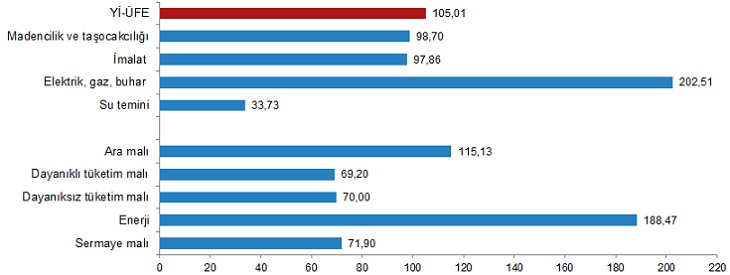 Yİ-ÜFE 105,01
Madencilik ve taşocakcılığı 98,70
İmalat 97,86
Elektrik, gaz, buhar 202,51
Su temini 33,73
Ara malı 115,13
Dayanıklı tüketim malı 69,20
Dayanıksız tüketim malı 70,00
Enerji 188,47
Sermaye malı 71,90
0 20 40 60 80 100 120 140 160 180 200 220